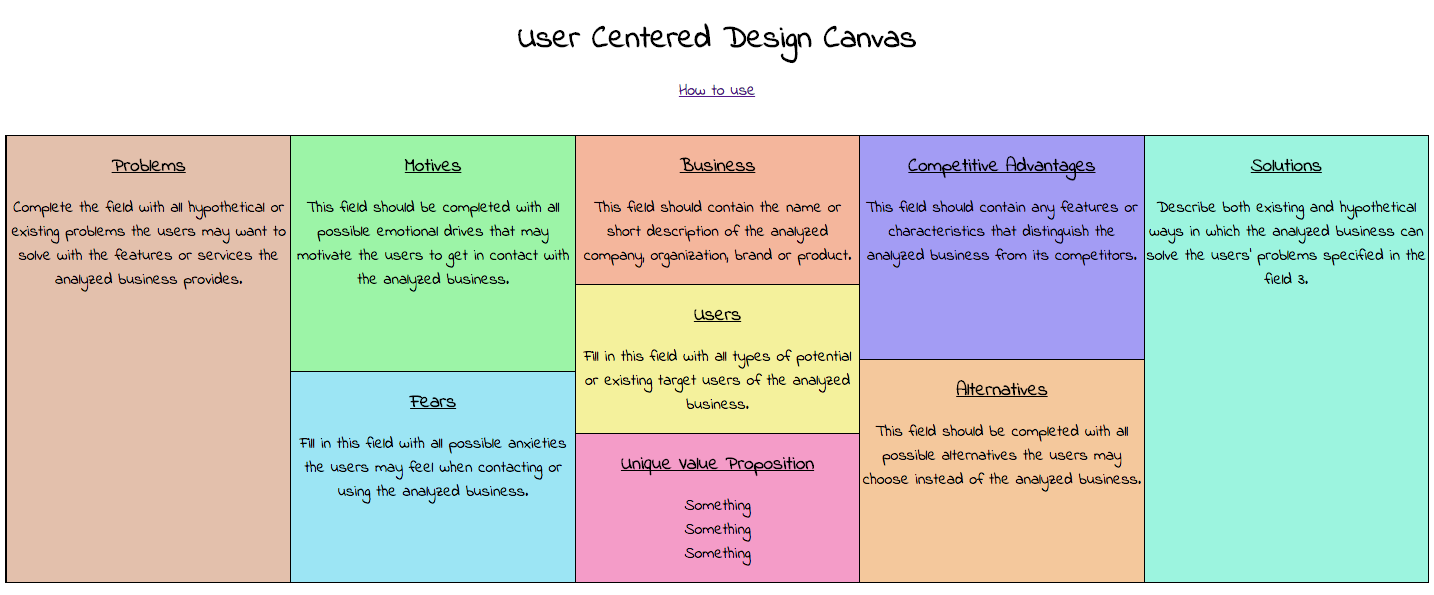 User Centered Design Canvas
How to use
Problems
Complete the field with all hypothetical or
existing problems the users may want to
solve with the features or services the
analyzed business provides.
Motives
This field should be completed with all
possible emotional drives that may
motivate the users to get in contact with
the analyzed business.
Fears
Fill in this field with all possible anxieties
the users may feel when contacting or
using the analyzed business.
Business
This field should contain the name or
short description of the analyzed
company, organization, brand or product.
Users
Fill in this field with all types of potential
or existing target users of the analyzed
business.
Unique Value Proposition
Something
Something
Something
Competitive Advantages
This field should contain any features or
characteristics that distinguish the
analyzed business from its competitors.
Alternatives
This field should be completed with all
possible alternatives the users may
choose instead of the analyzed business.
Solutions
Describe both existing and hypothetical
ways in which the analyzed business can
solve the users' problems specified in the
field 3.